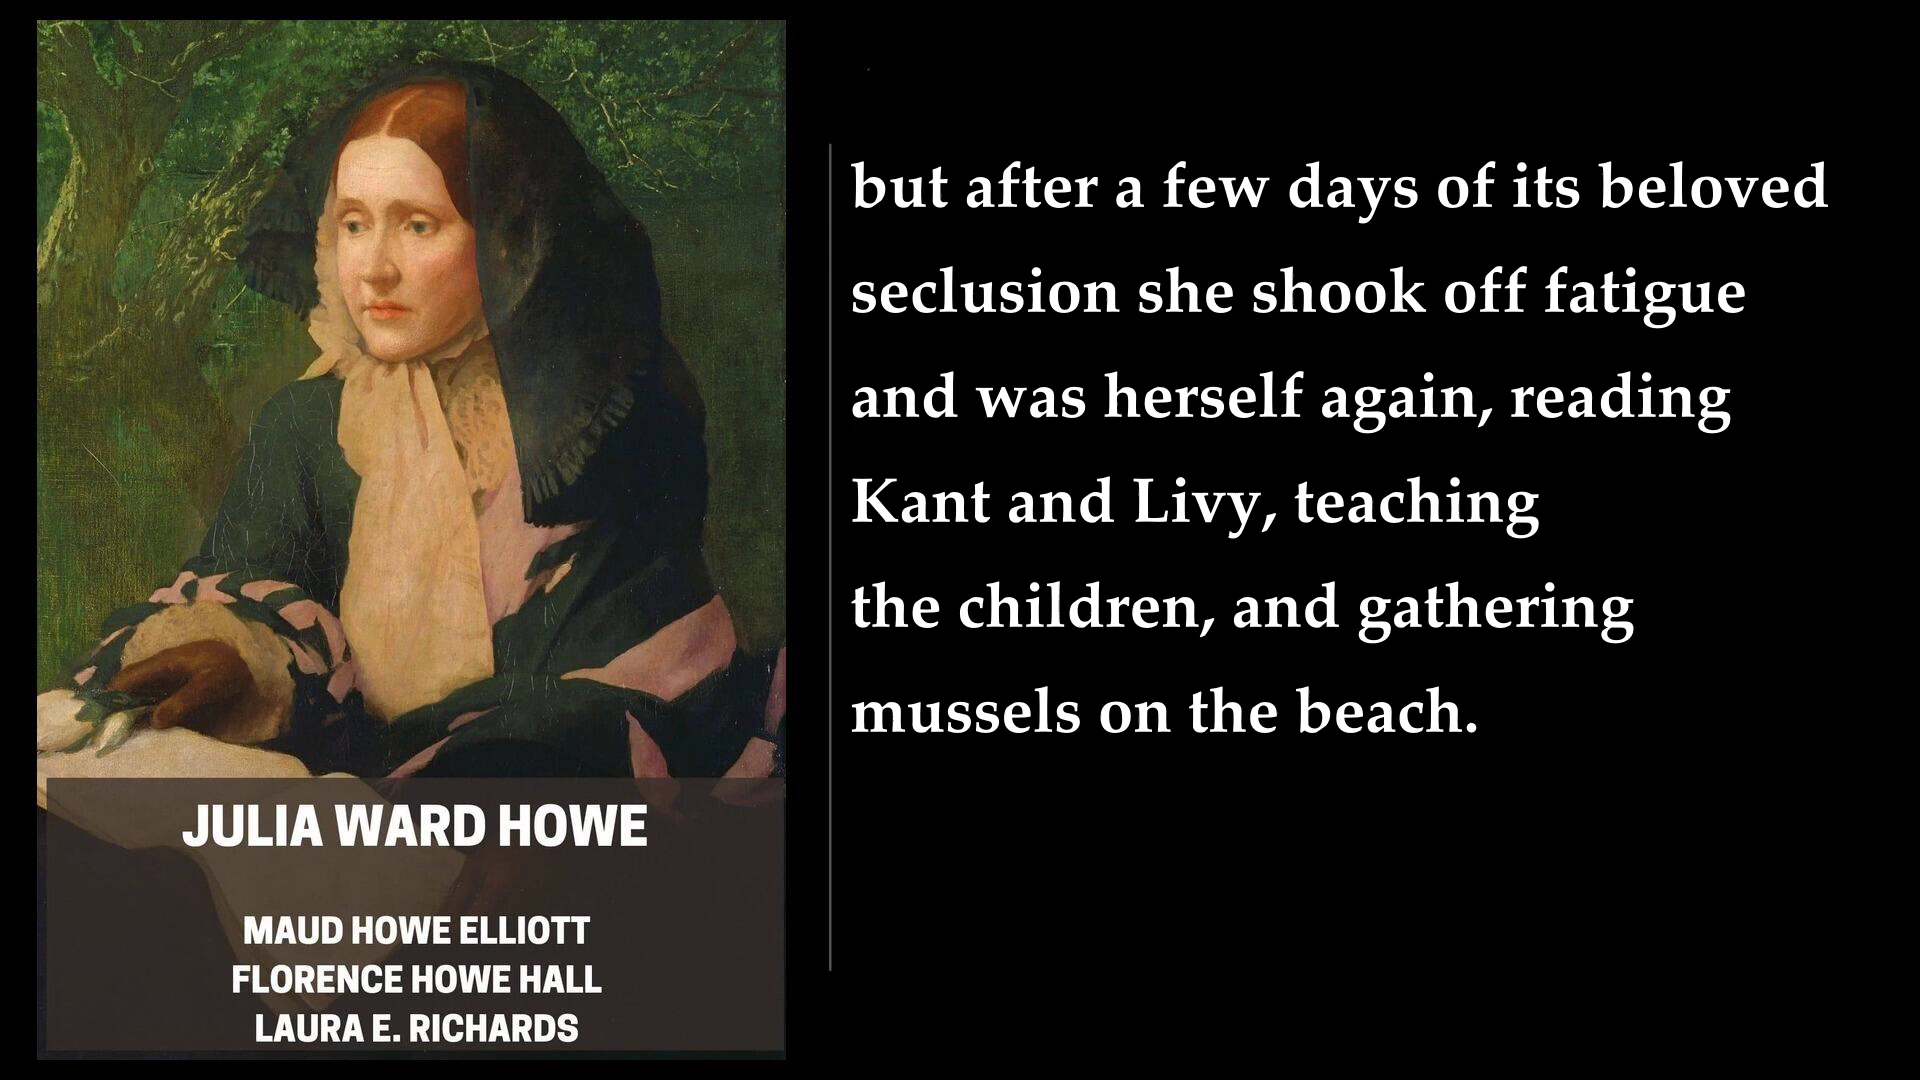 but after a few days of its beloved
seclusion she shook off fatigue
and was herself again, reading
Kant and Livy, teaching
the children, and gathering
mussels on the beach.
JULIA WARD HOWE
MAUD HOWE ELLIOTT
FLORENCE HOWE HALL
LAURA E. RICHARDS